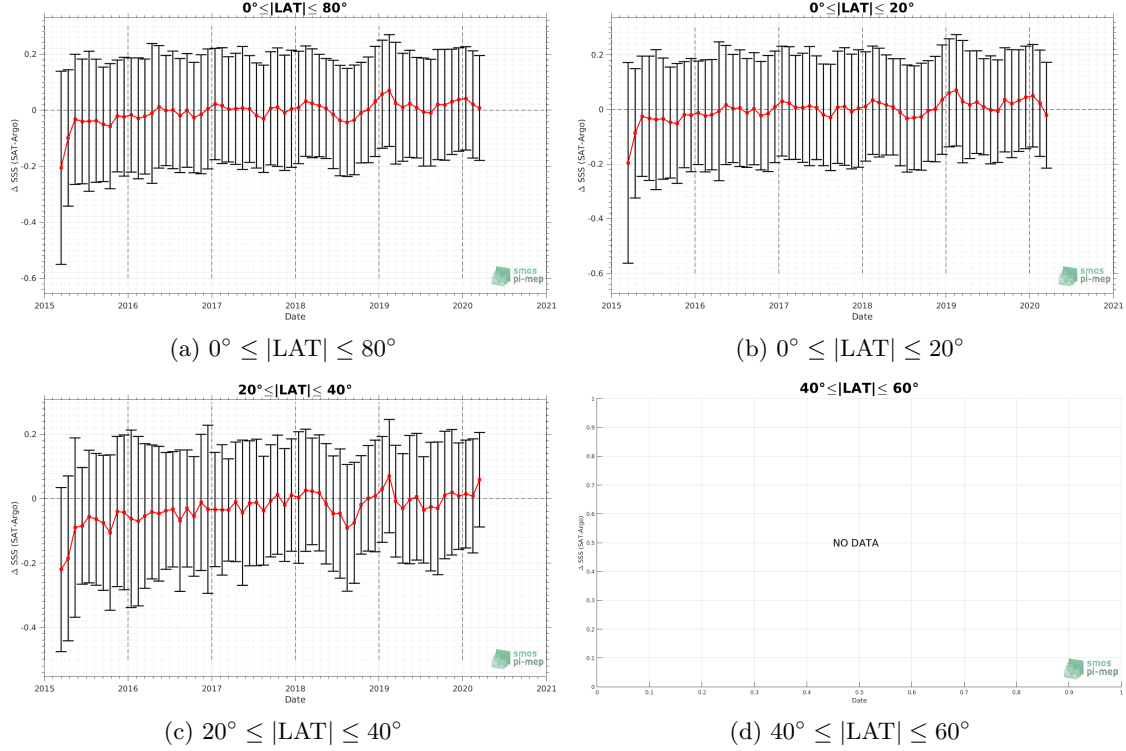 0°≤|LAT|≤ 80°
Δ SSS (SAT-Argo)
0.2
0
-0.2
-0.4
-0.6
2015 2016 2017 2018 2019 2020 2021
Date
smos
pi-mep
(a) 0° ≤ |LAT| ≤ 80°
0°≤|LAT|≤ 20°
Δ SSS (SAT-Argo)
0.2
0
-0.2
-0.4
-0.6
2015 2016 2017 2018 2019 2020 2021
Date
smos
pi-mep
(b) 0° ≤ |LAT| ≤ 20°
20°≤|LAT|≤ 40°
Δ SSS (SAT-Argo)
0.2
0
-0.2
-0.4
2015 2016 2017 2018 2019 2020 2021
Date
smos
pi-mep
(c) 20° ≤ |LAT| ≤ 40°
40°≤|LAT|≤ 60°
Δ SSS (SAT-Argo)
1
0.9
0.8
0.7
0.6
0.5
0.4
0.3
0.2
0.1
0
NO DATA
0 0.1 0.2 0.3 0.4 0.5 0.6 0.7 0.8 0.9 1
Date
smos
pi-mep
(d) 40° ≤ |LAT| ≤ 60°